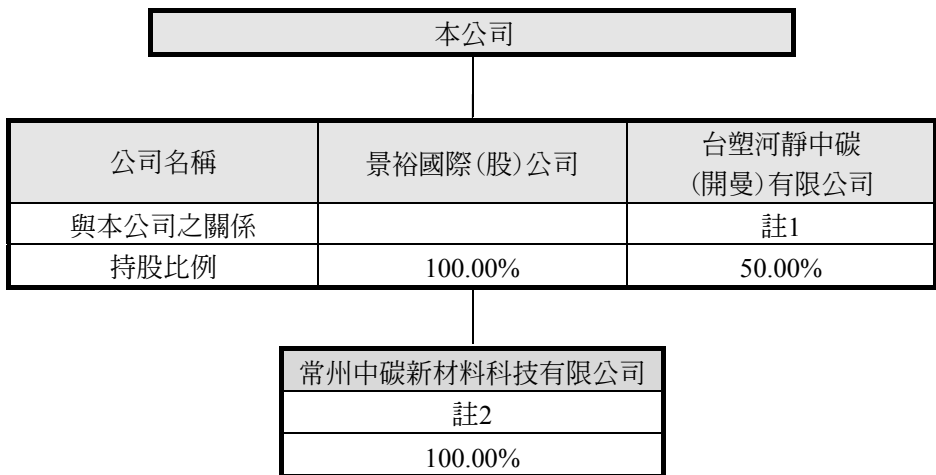 本公司
公司名稱
景裕國際(股)公司
台塑河靜中碳
(開曼)有限公司
與本公司之關係
註1
持股比例
100.00%
50.00%
常州中碳新材料科技有限公司
註2
100.00%